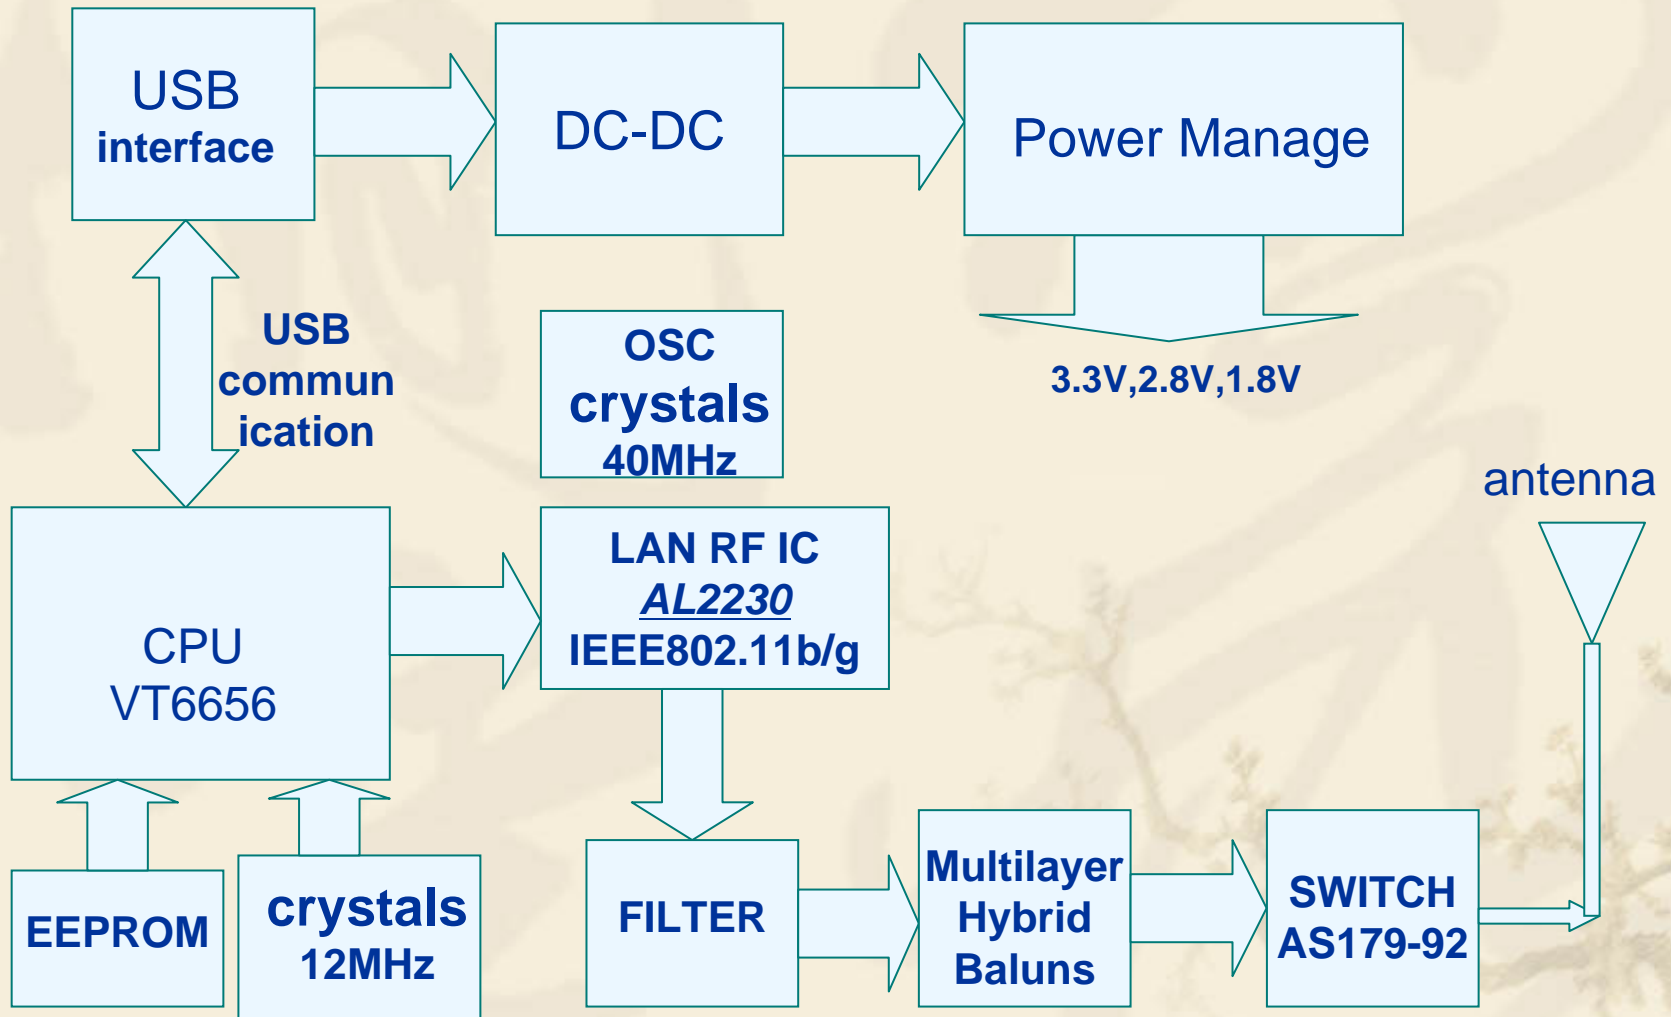 USB
interface
DC-DC
Power Manage
USB
commun
ication
OSC
crystals
40MHz
3.3V,2.8V,1.8V
antenna
CPU
VT6656
LAN RF IC
AL2230
IEEE802.11b/g
EEPROM
crystals
12MHz
FILTER
Multilayer
Hybrid
Baluns
SWITCH
AS179-92